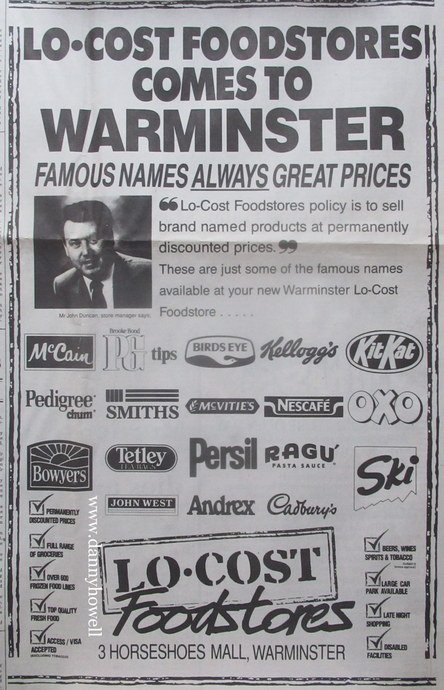 LO•COST FOODSTORES
COMES TO
WARMINSTER
FAMOUS NAMES ALWAYS GREAT PRICES
❝ Lo-Cost Foodstores policy is to sell
brand named products at permanently
discounted prices. ❞
These are just some of the famous names
available at your new Warminster Lo-Cost
Foodstore . . . . .
Mr John Duncan, store manager says;
McCain
Brooke Bond
PG tips
BIRDS EYE
Kellogg's
KitKat
Pedigree
chum
SMITHS
McVITIE'S
NESCAFÉ
OXO
BOWYERS
Tetley
TEA BAGS
Persil
RAGÚ
PASTA SAUCE
Ski
JOHN WEST
Andrex
Cadbury's
PERMANENTLY
DISCOUNTED PRICES
FULL RANGE
OF GROCERIES
OVER 600
FROZEN FOOD LINES
TOP QUALITY
FRESH FOOD
ACCESS / VISA
ACCEPTED
LO•COST
Foodstores
BEERS, WINES
SPIRITS & TOBACCO
LARGE CAR
PARK AVAILABLE
LATE NIGHT
SHOPPING
DISABLED
FACILITIES
3 HORSESHOES MALL, WARMINSTER
www.dannyhowell